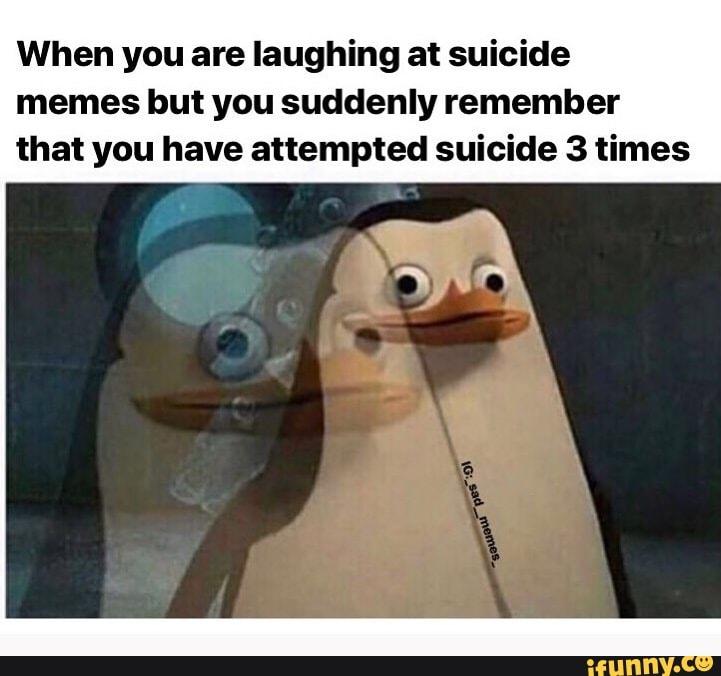 When you are laughing at suicide
memes but you suddenly remember
that you have attempted suicide 3 times
IG:_sad__memes_
ifunny.co